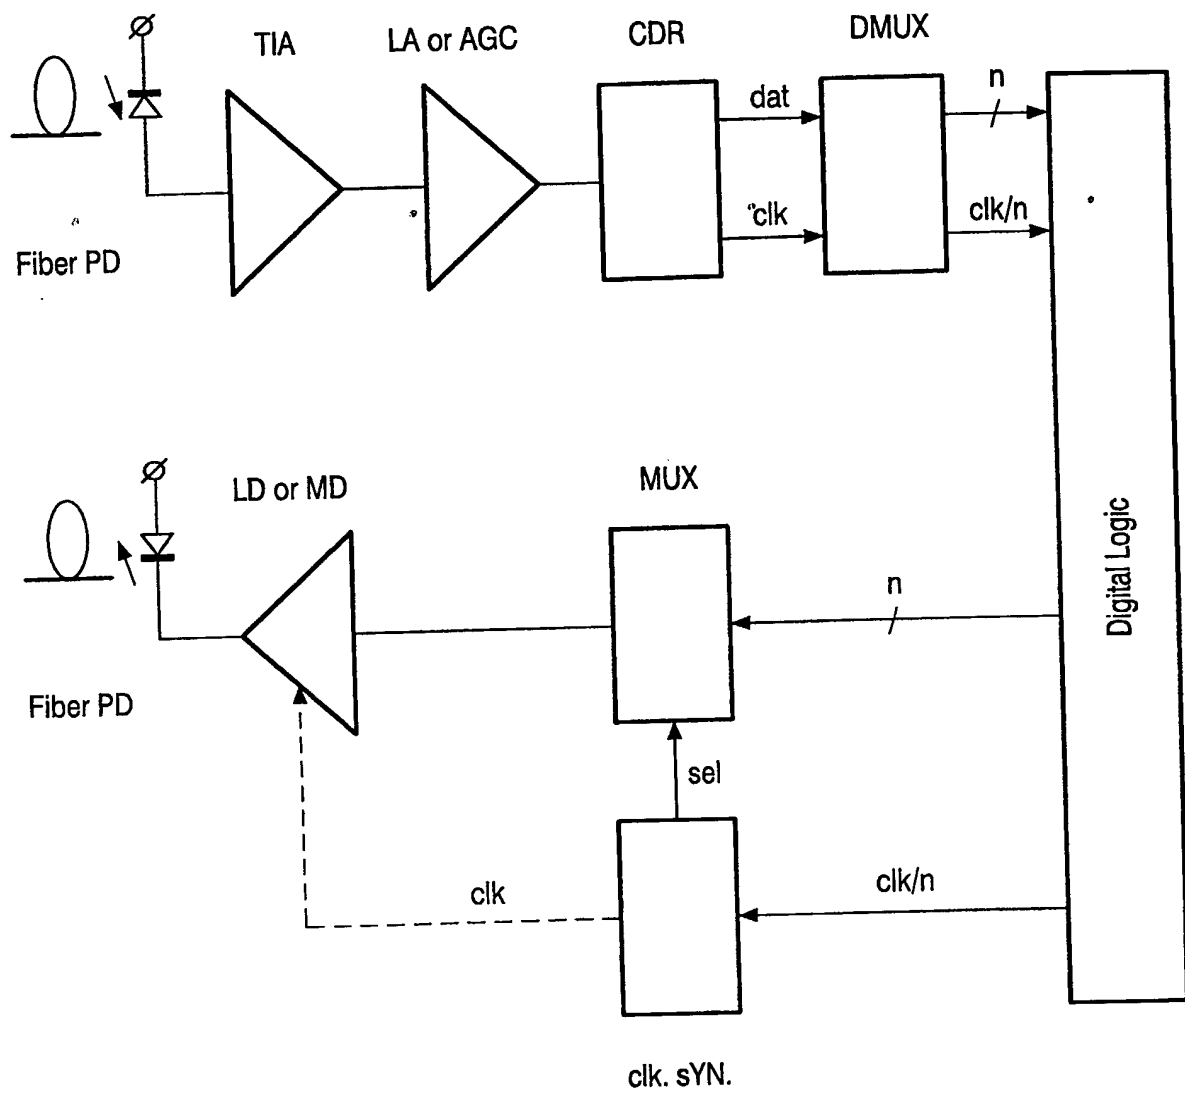 TIA
LA or AGC
CDR
DMUX
dat
n
clk
clk/n
Fiber PD
LD or MD
MUX
n
Digital Logic
Fiber PD
sel
clk
clk/n
clk. sYN.